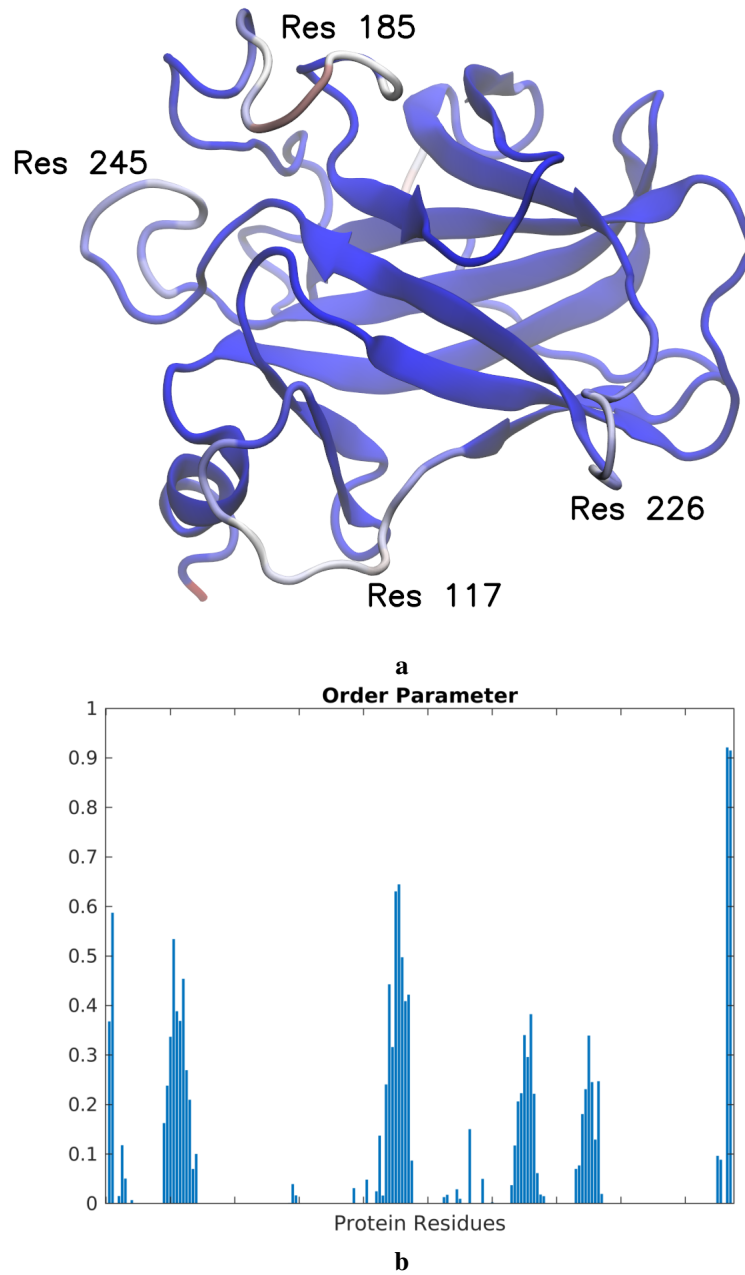 Res 185
Res 245
Res 226
Res 117
a
Order Parameter
1
0.9
0.8
0.7
0.6
0.5
0.4
0.3
0.2
0.1
0
Protein Residues
b